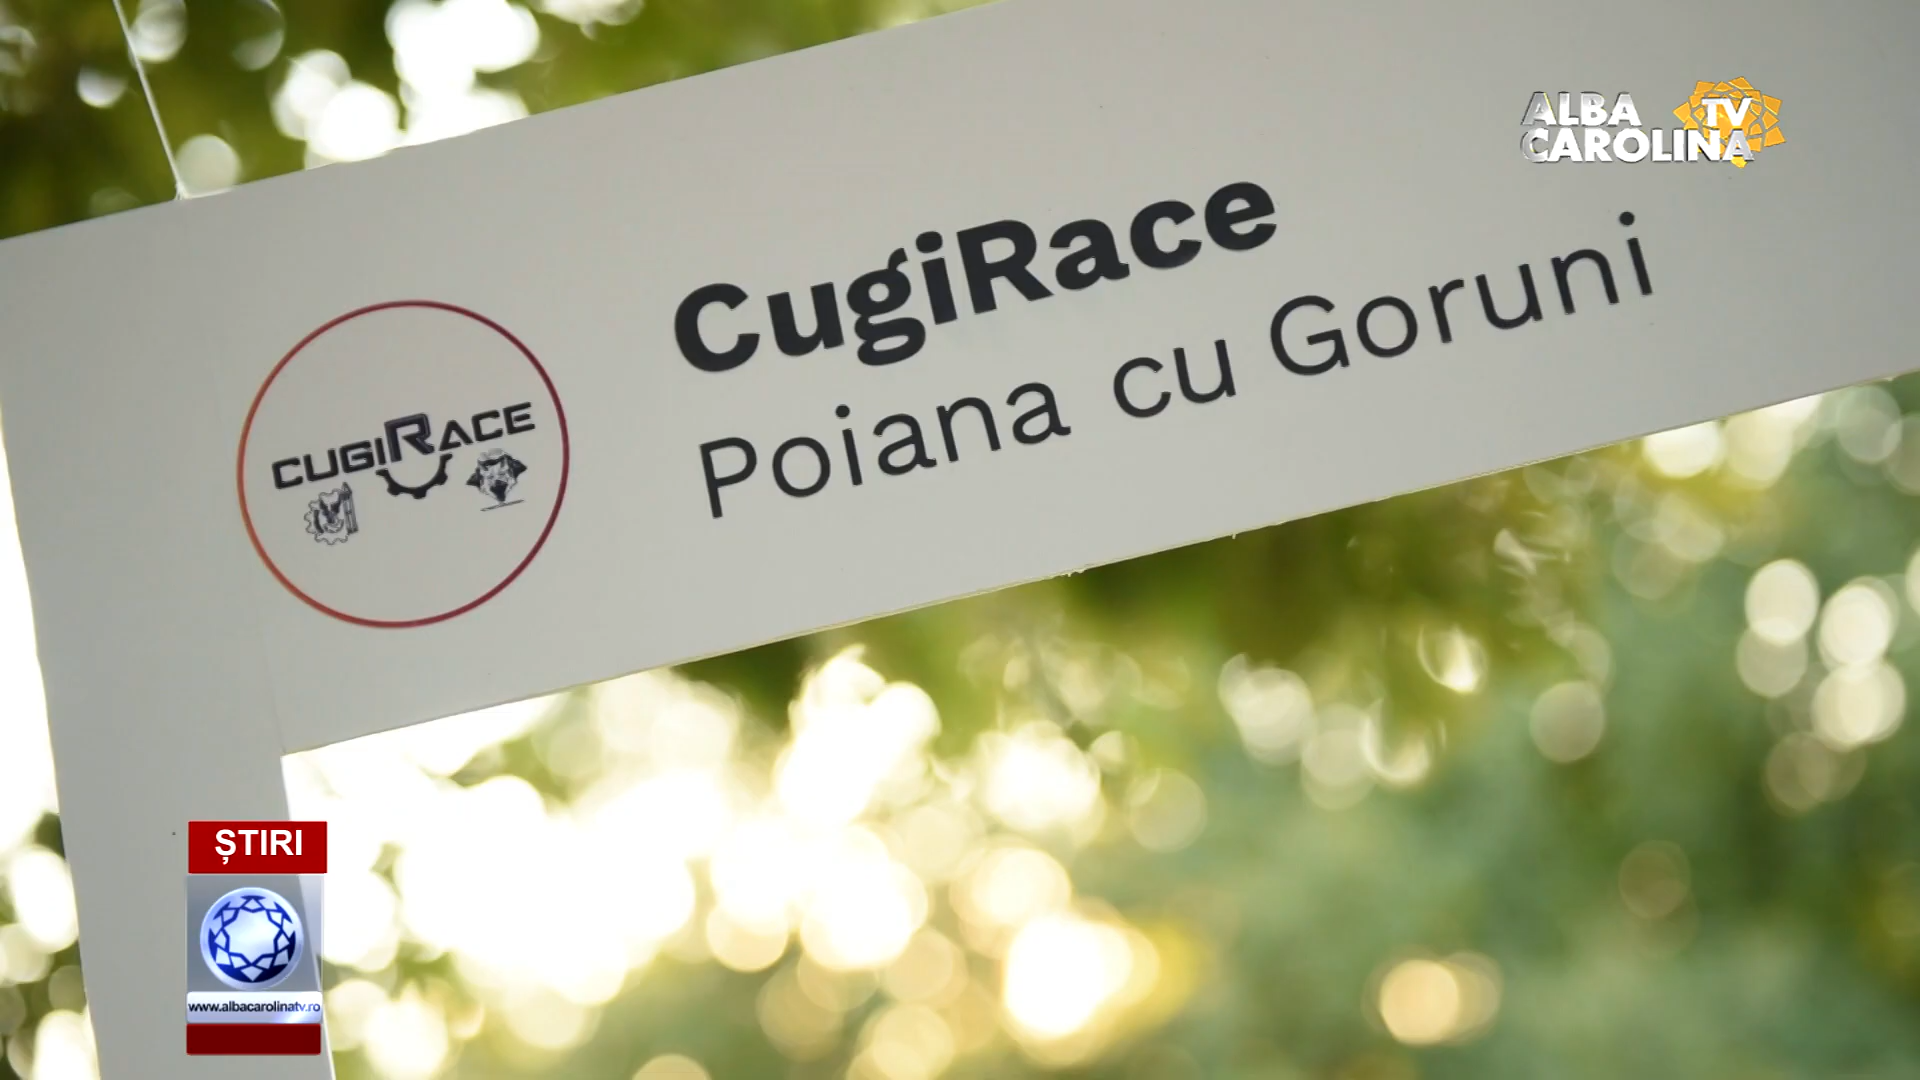 ALBA TV
CAROLINA
CugiRace
Poiana cu Goruni
CUGIRACE
ȘTIRI
www.albacarolinatv.ro